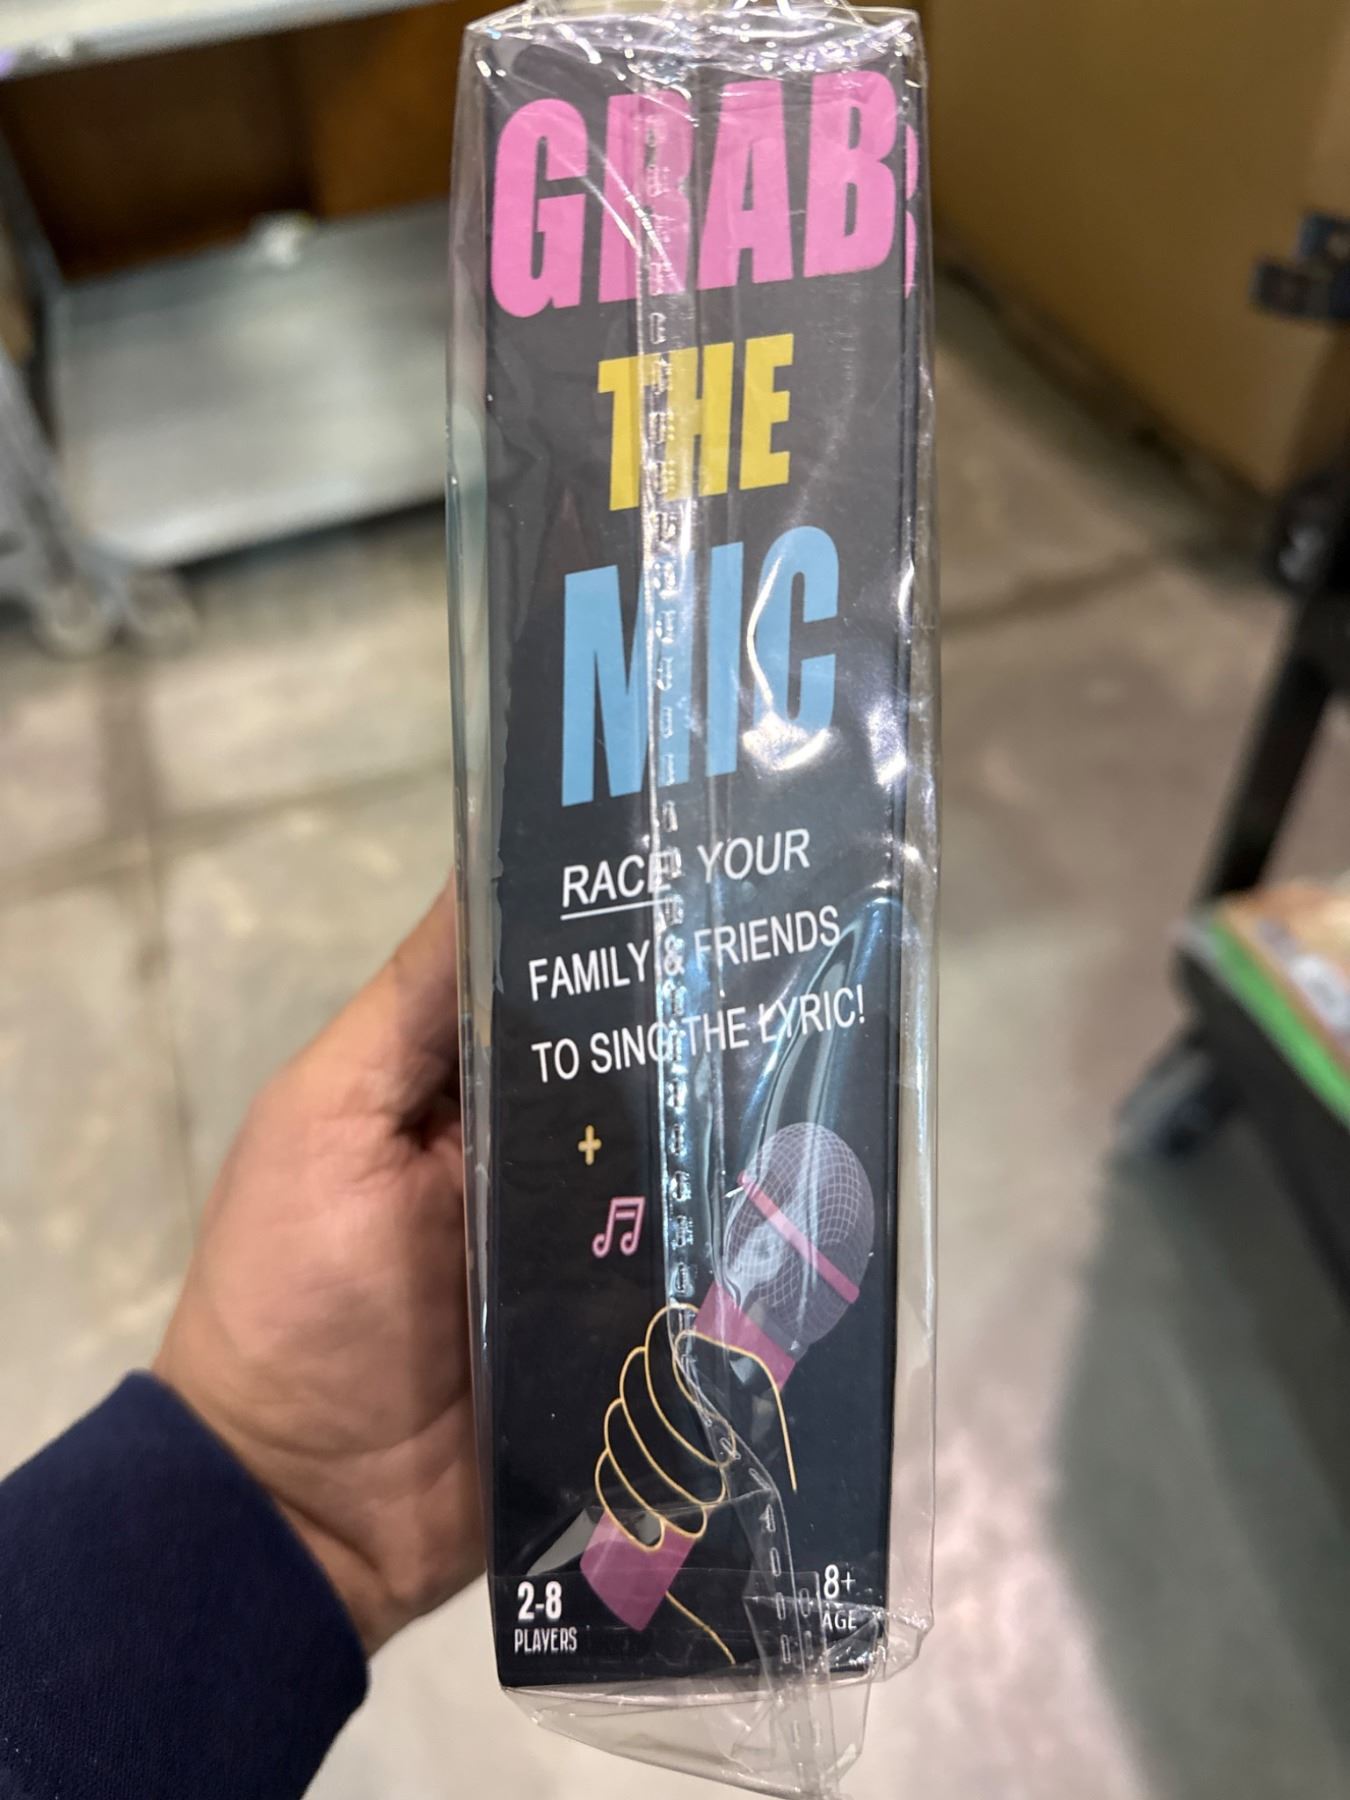 GRAB
THE
MIC
RACE YOUR
FAMILY & FRIENDS
TO SING THE LYRIC!
2-8
PLAYERS
8+
AGE